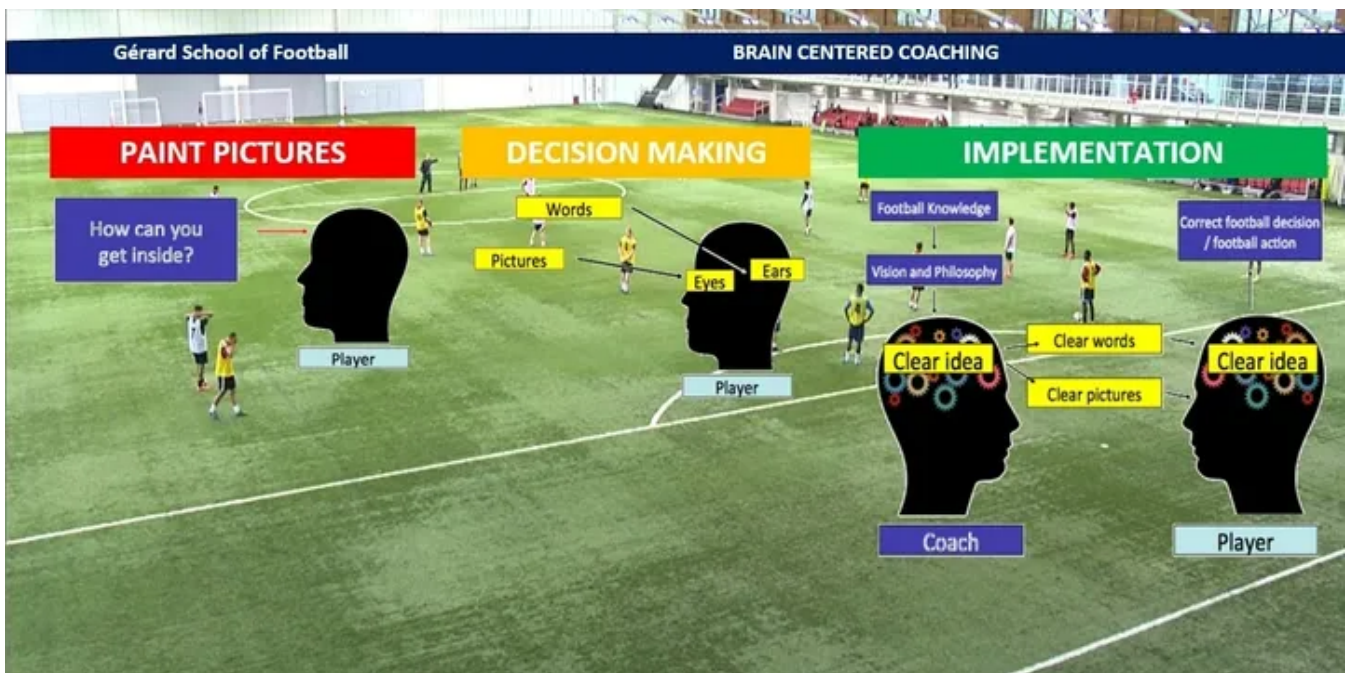 Gérard School of Football
BRAIN CENTERED COACHING
PAINT PICTURES
How can you
get inside?
Player
DECISION MAKING
Words
Pictures
Eyes
Ears
Player
IMPLEMENTATION
Football Knowledge
Vision and Philosophy
Clear idea
Coach
Clear words
Clear pictures
Correct football decision
/ football action
Clear idea
Player